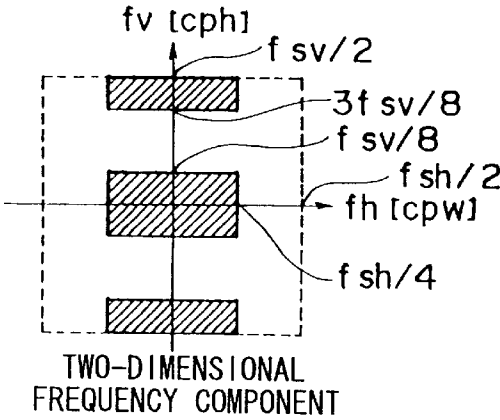 fv [cph]
f sv/2
3f sv/8
f sv/8
f sh/2
fh [cpw]
f sh/4
TWO-DIMENSIONAL
FREQUENCY COMPONENT